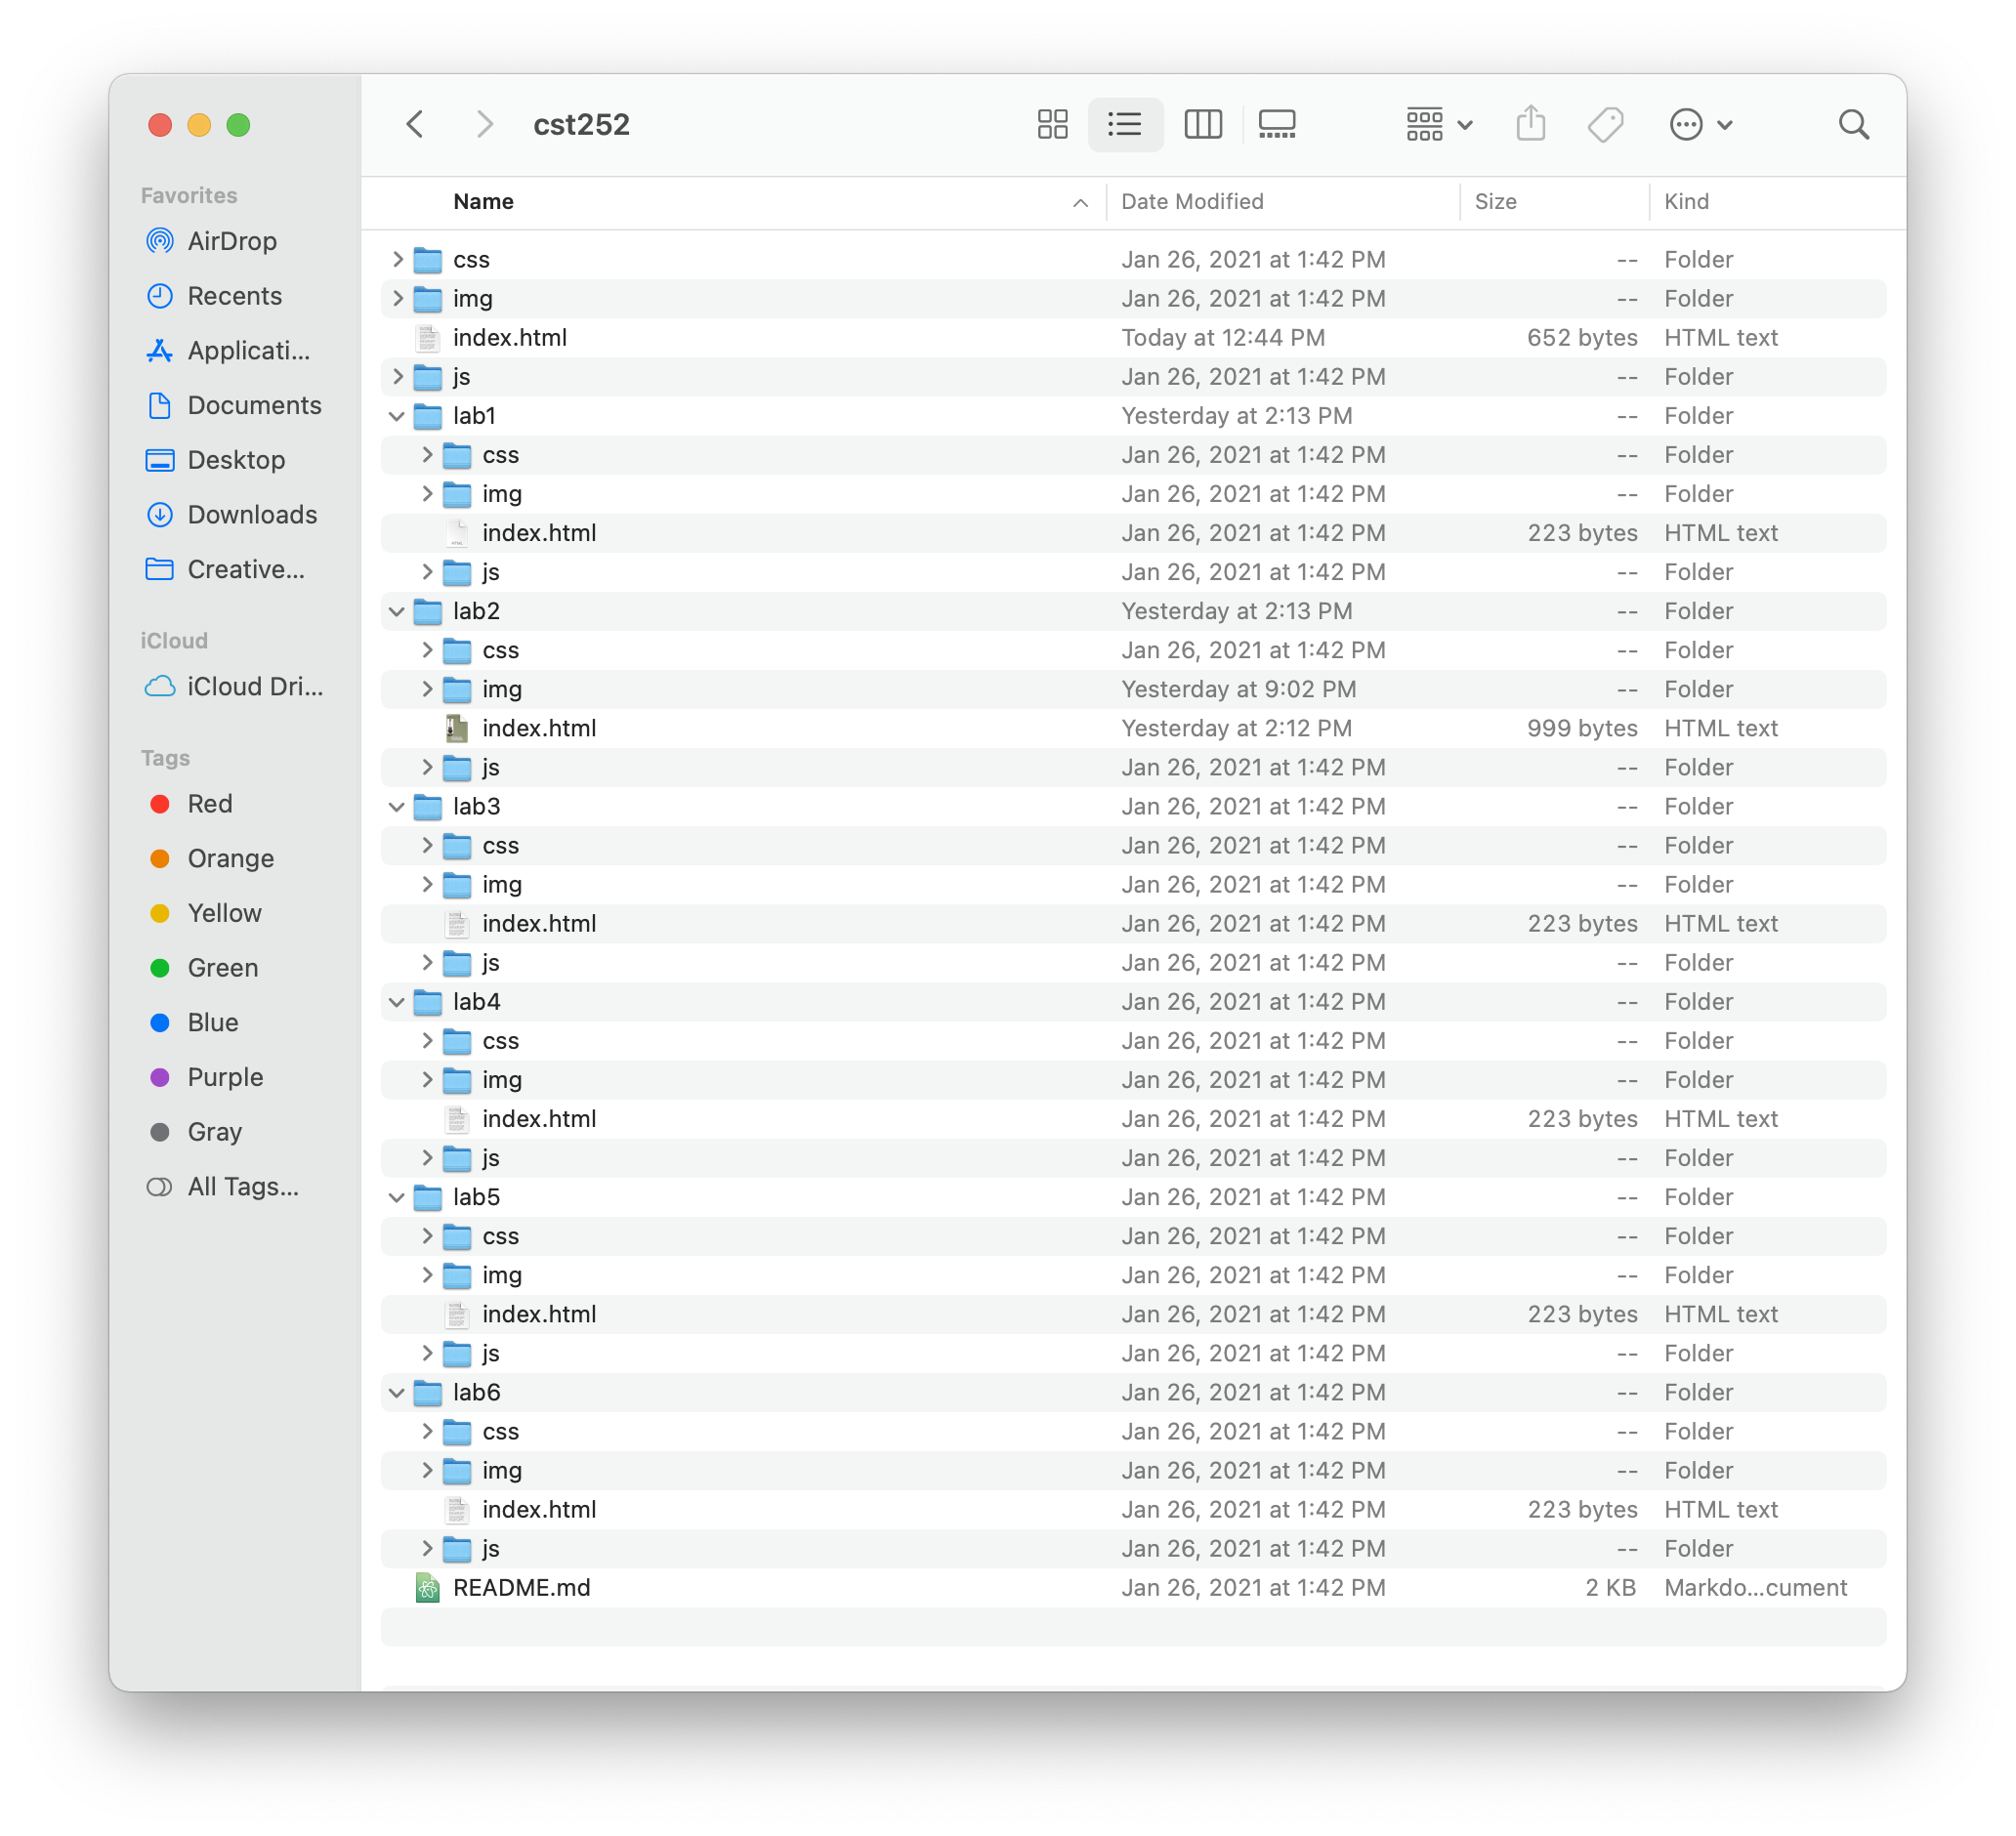 cst252
Favorites
AirDrop
Recents
Applicati...
Documents
Desktop
Downloads
Creative...
iCloud
iCloud Dri...
Tags
Red
Orange
Yellow
Green
Blue
Purple
Gray
All Tags...
Name Date Modified Size Kind
css Jan 26, 2021 at 1:42 PM -- Folder
img Jan 26, 2021 at 1:42 PM -- Folder
index.html Today at 12:44 PM 652 bytes HTML text
js Jan 26, 2021 at 1:42 PM -- Folder
lab1 Yesterday at 2:13 PM -- Folder
css Jan 26, 2021 at 1:42 PM -- Folder
img Jan 26, 2021 at 1:42 PM -- Folder
index.html Jan 26, 2021 at 1:42 PM 223 bytes HTML text
js Jan 26, 2021 at 1:42 PM -- Folder
lab2 Yesterday at 2:13 PM -- Folder
css Jan 26, 2021 at 1:42 PM -- Folder
img Yesterday at 9:02 PM -- Folder
index.html Yesterday at 2:12 PM 999 bytes HTML text
js Jan 26, 2021 at 1:42 PM -- Folder
lab3 Jan 26, 2021 at 1:42 PM -- Folder
css Jan 26, 2021 at 1:42 PM -- Folder
img Jan 26, 2021 at 1:42 PM -- Folder
index.html Jan 26, 2021 at 1:42 PM 223 bytes HTML text
js Jan 26, 2021 at 1:42 PM -- Folder
lab4 Jan 26, 2021 at 1:42 PM -- Folder
css Jan 26, 2021 at 1:42 PM -- Folder
img Jan 26, 2021 at 1:42 PM -- Folder
index.html Jan 26, 2021 at 1:42 PM 223 bytes HTML text
js Jan 26, 2021 at 1:42 PM -- Folder
lab5 Jan 26, 2021 at 1:42 PM -- Folder
css Jan 26, 2021 at 1:42 PM -- Folder
img Jan 26, 2021 at 1:42 PM -- Folder
index.html Jan 26, 2021 at 1:42 PM 223 bytes HTML text
js Jan 26, 2021 at 1:42 PM -- Folder
lab6 Jan 26, 2021 at 1:42 PM -- Folder
css Jan 26, 2021 at 1:42 PM -- Folder
img Jan 26, 2021 at 1:42 PM -- Folder
index.html Jan 26, 2021 at 1:42 PM 223 bytes HTML text
js Jan 26, 2021 at 1:42 PM -- Folder
README.md Jan 26, 2021 at 1:42 PM 2 KB Markdo...cument